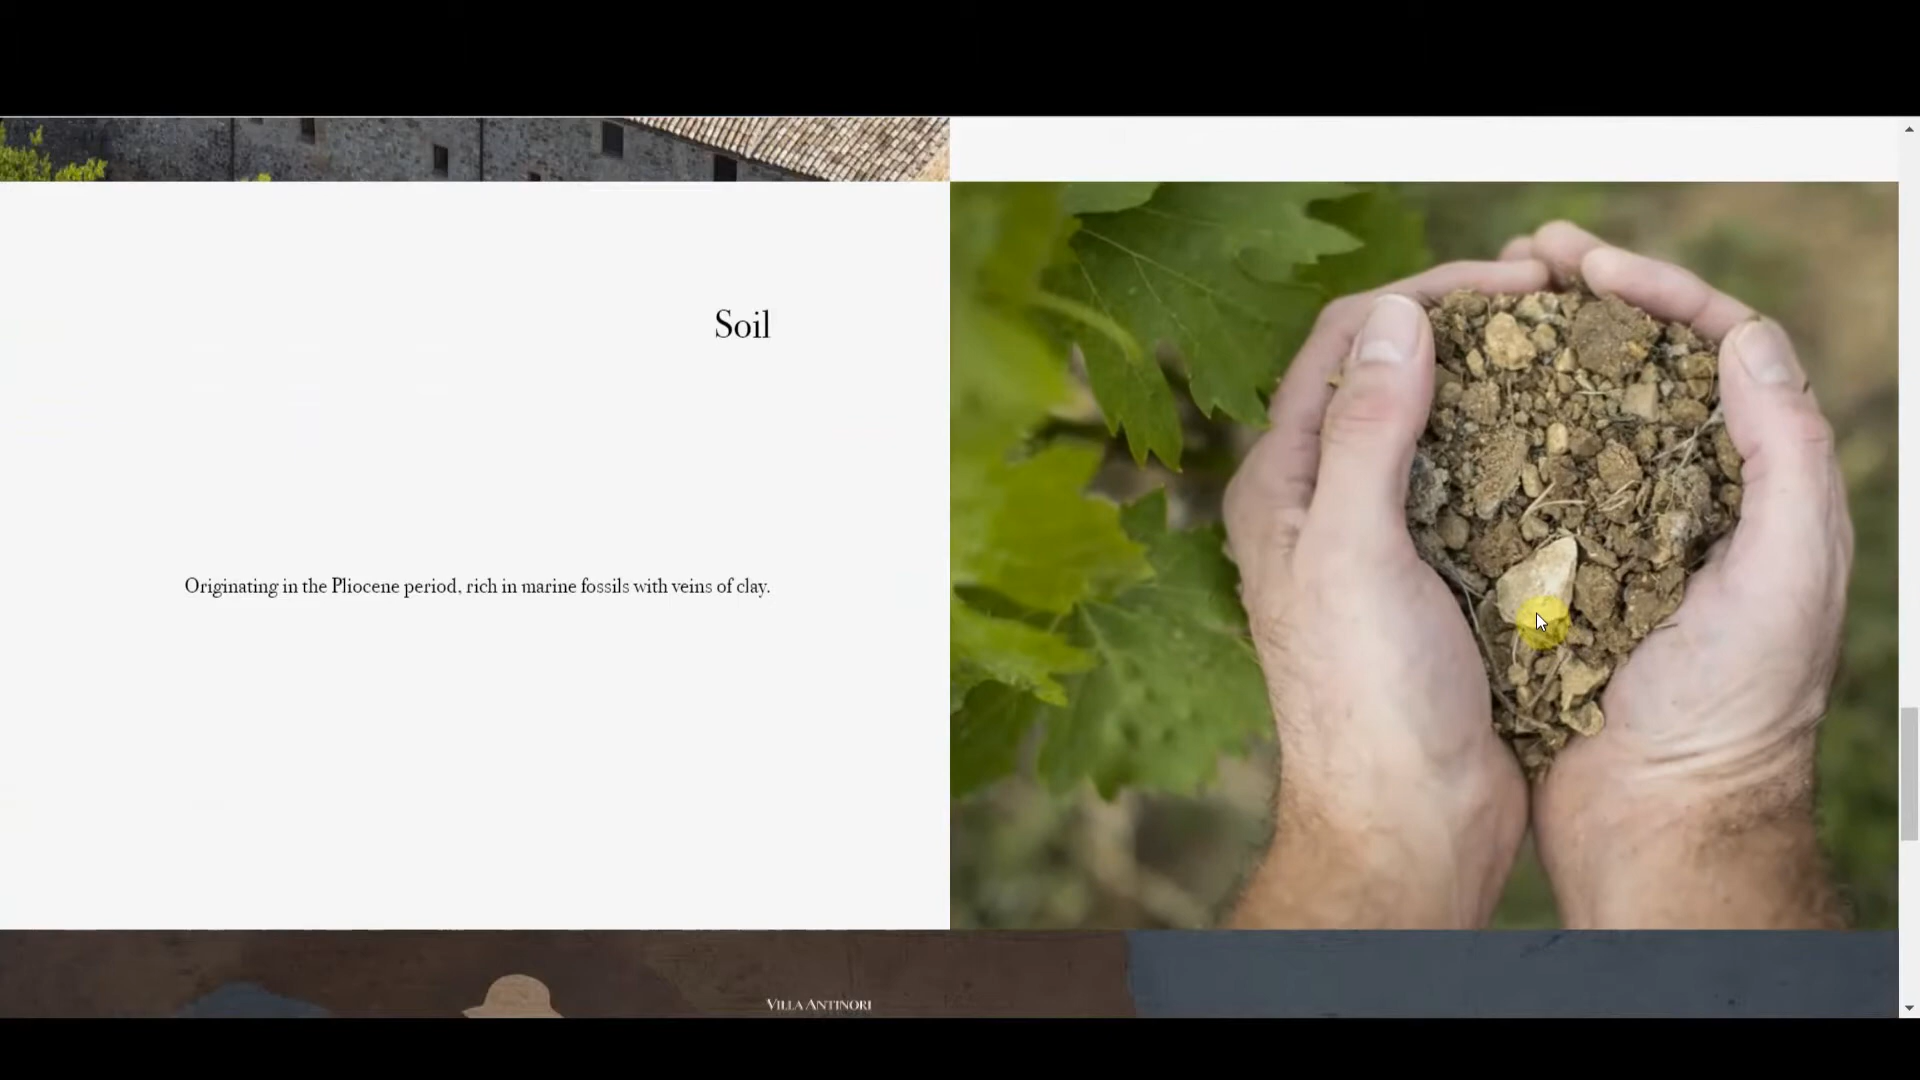 Soil
Originating in the Pliocene period, rich in marine fossils with veins of clay.
VILLA ANTINORI